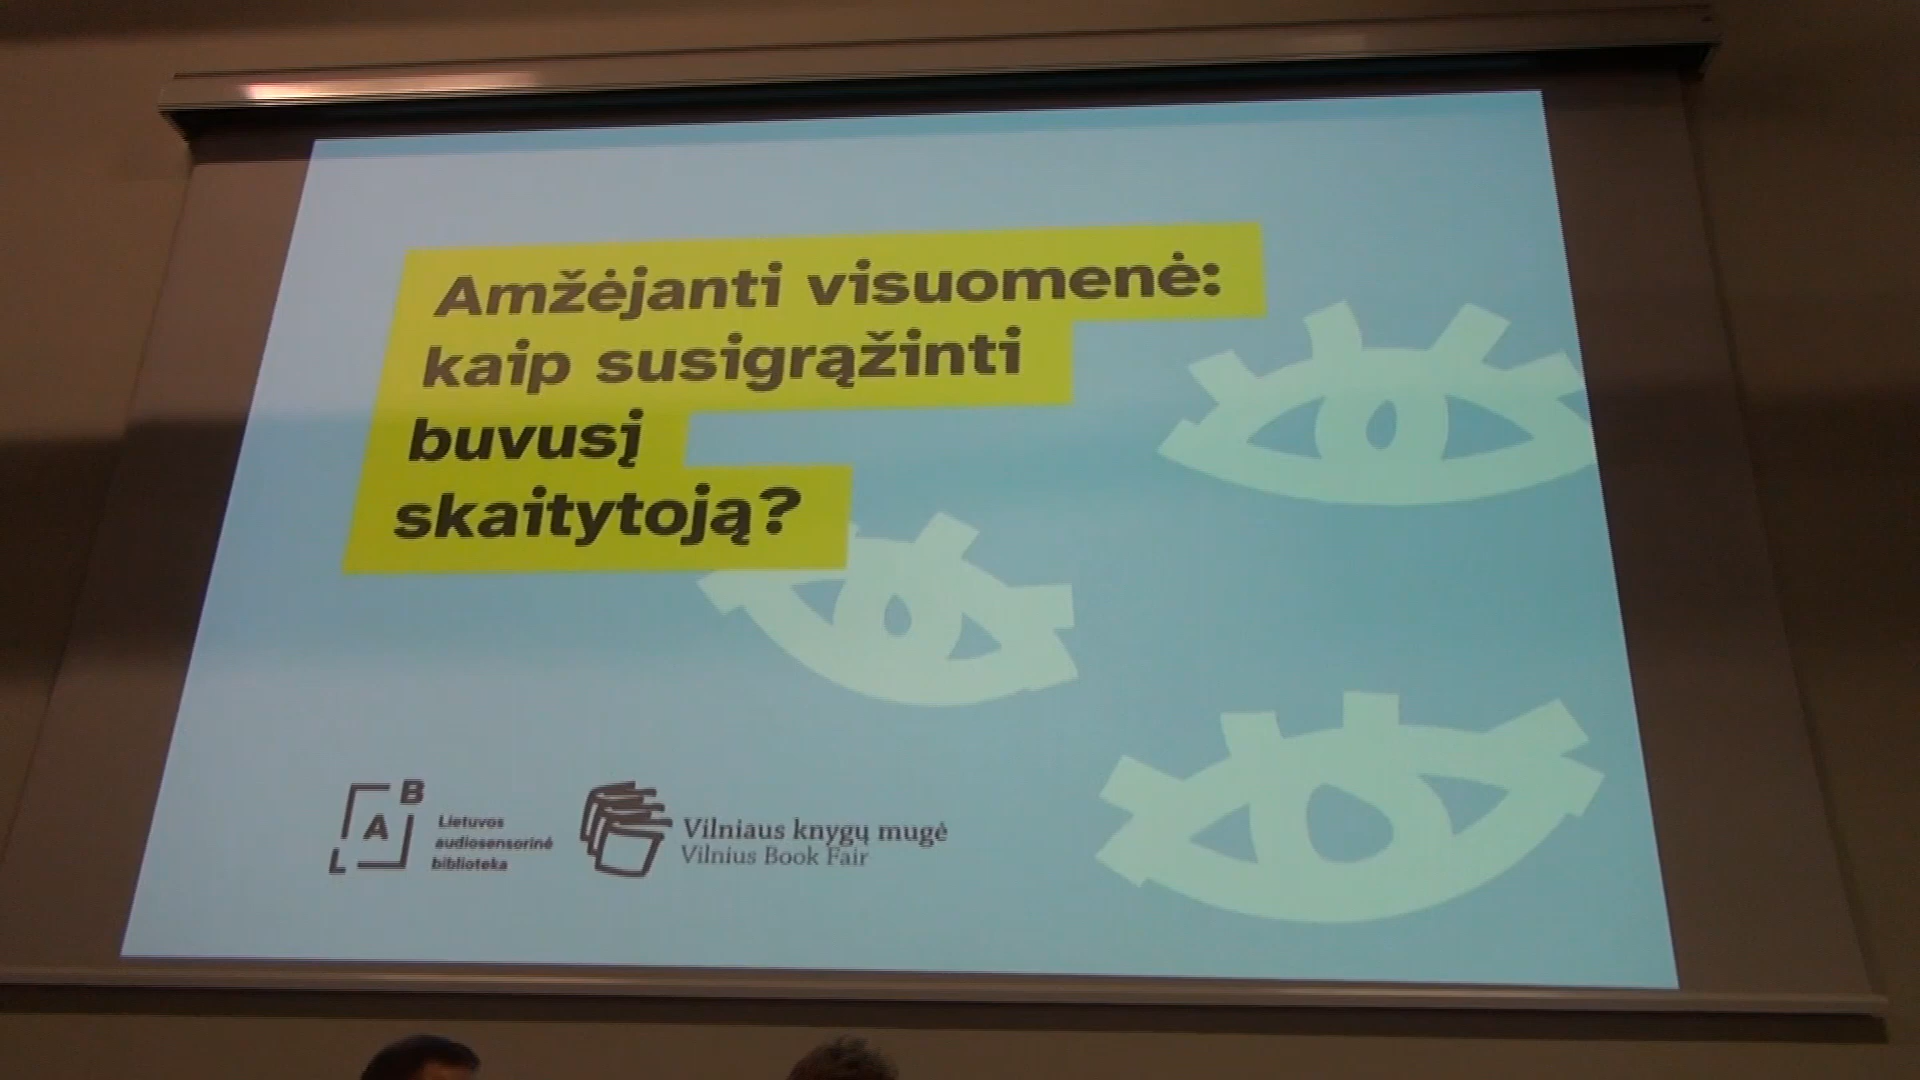 Amžėjanti visuomenė:
kaip susigrąžinti
buvusį
skaitytoją?
B
A
L
Lietuvos
audiosensorinė
biblioteka
Vilniaus knygų mugė
Vilnius Book Fair